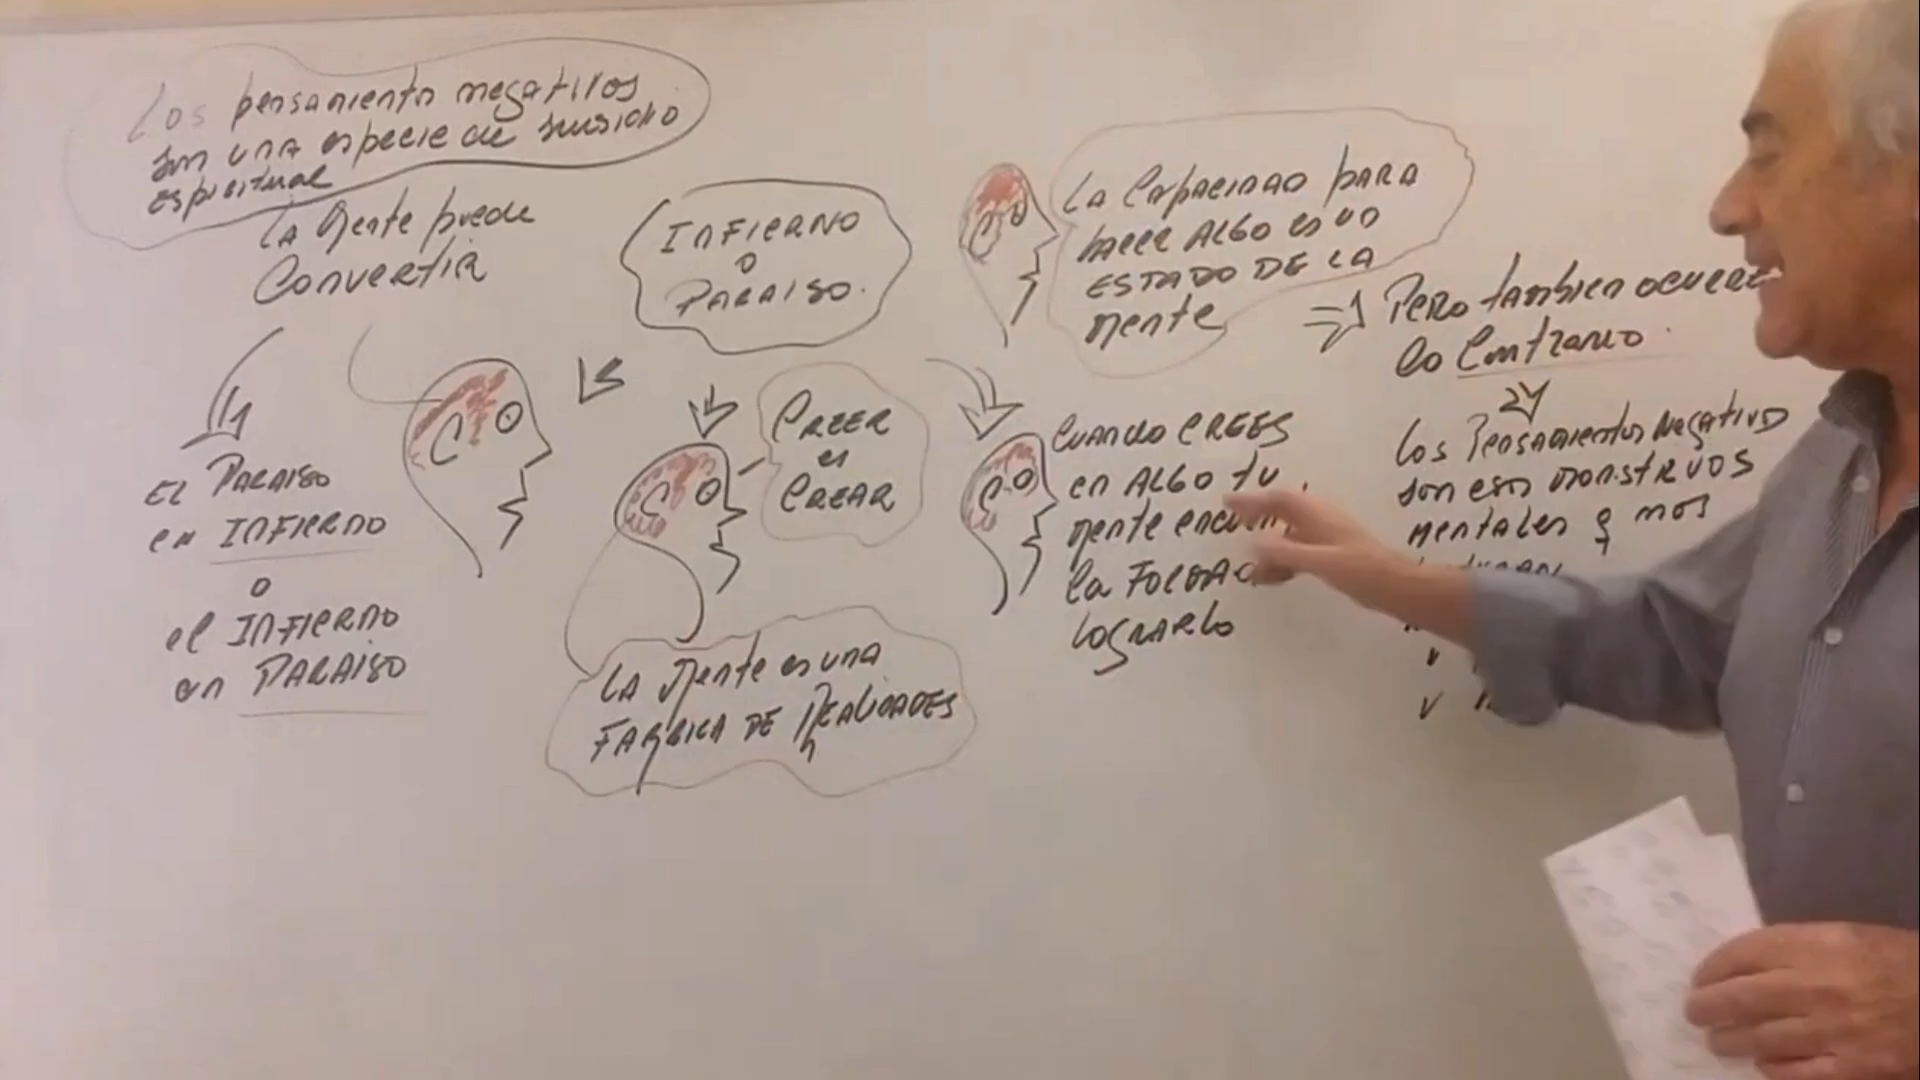 Los pensamientos negativos
son una especie de suicidio
espiritual
La Mente puede
Convertir
El PARAISO
en INFIERNO
o
el INFIERNO
en PARAISO
INFIERNO
o
PARAISO.
CREER
es
CREAR
La Mente es una
FABRICA DE REALIDADES
La CapaCIDAD PARA
hacer ALGO es un
ESTADO DE LA
Mente
Cuando CREES
en ALGO tu
Mente
la FORMA
LOGRARLO
Pero tambien ocurre
lo Contrario.
Los Pensamientos Negativos
son esos monstruos
mentales q nos